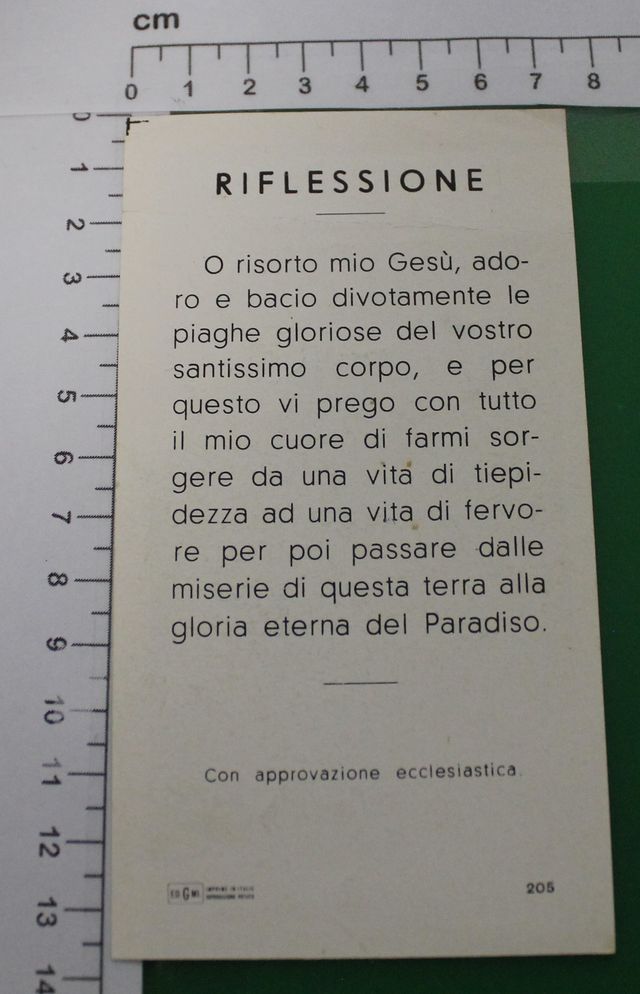 cm
0 1 2 3 4 5 6 7 8
0
1
2
3
4
5
6
7
8
9
10
11
12
13
14
RIFLESSIONE
O risorto mio Gesù, ado-
ro e bacio divotamente le
piaghe gloriose del vostro
santissimo corpo, e per
questo vi prego con tutto
il mio cuore di farmi sor-
gere da una vita di tiepi-
dezza ad una vita di fervo-
re per poi passare dalle
miserie di questa terra alla
gloria eterna del Paradiso.
Con approvazione ecclesiastica.
ED G MI
205